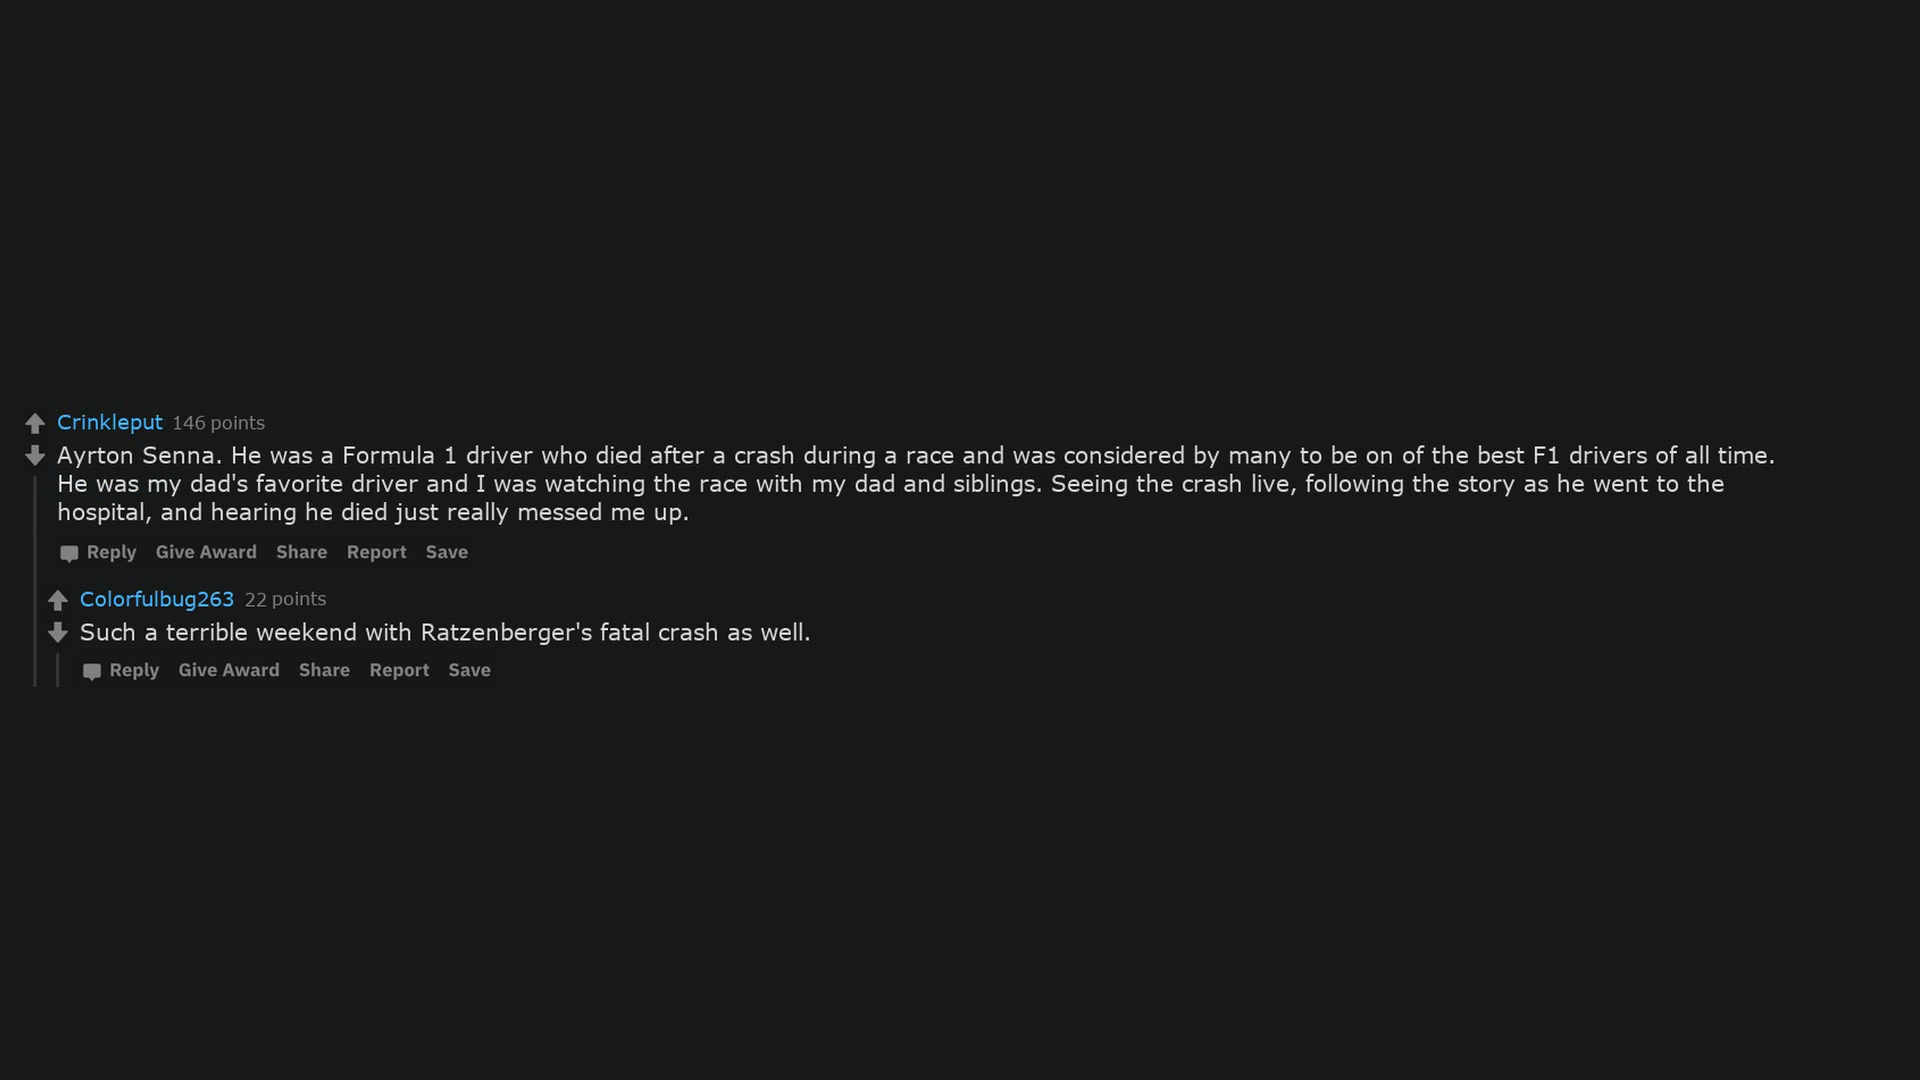 Crinkleput 146 points
Ayrton Senna. He was a Formula 1 driver who died after a crash during a race and was considered by many to be on of the best F1 drivers of all time.
He was my dad's favorite driver and I was watching the race with my dad and siblings. Seeing the crash live, following the story as he went to the
hospital, and hearing he died just really messed me up.
Reply Give Award Share Report Save
Colorfulbug263 22 points
Such a terrible weekend with Ratzenberger's fatal crash as well.
Reply Give Award Share Report Save